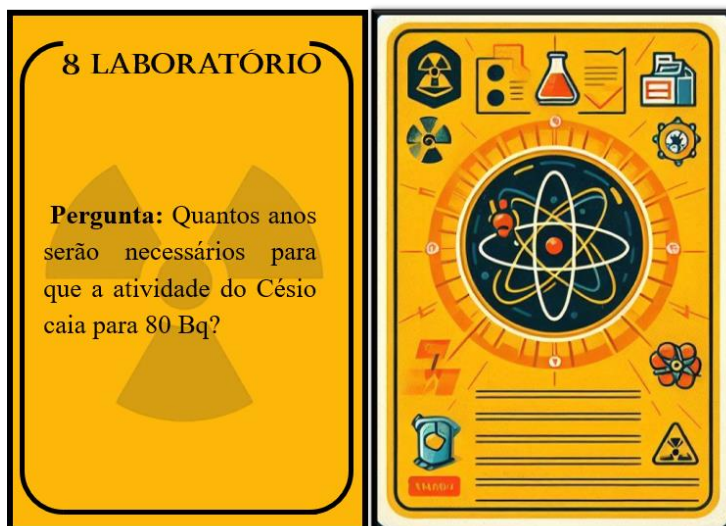 8 LABORATÓRIO
Pergunta: Quantos anos
serão necessários para
que a atividade do Césio
caia para 80 Bq?